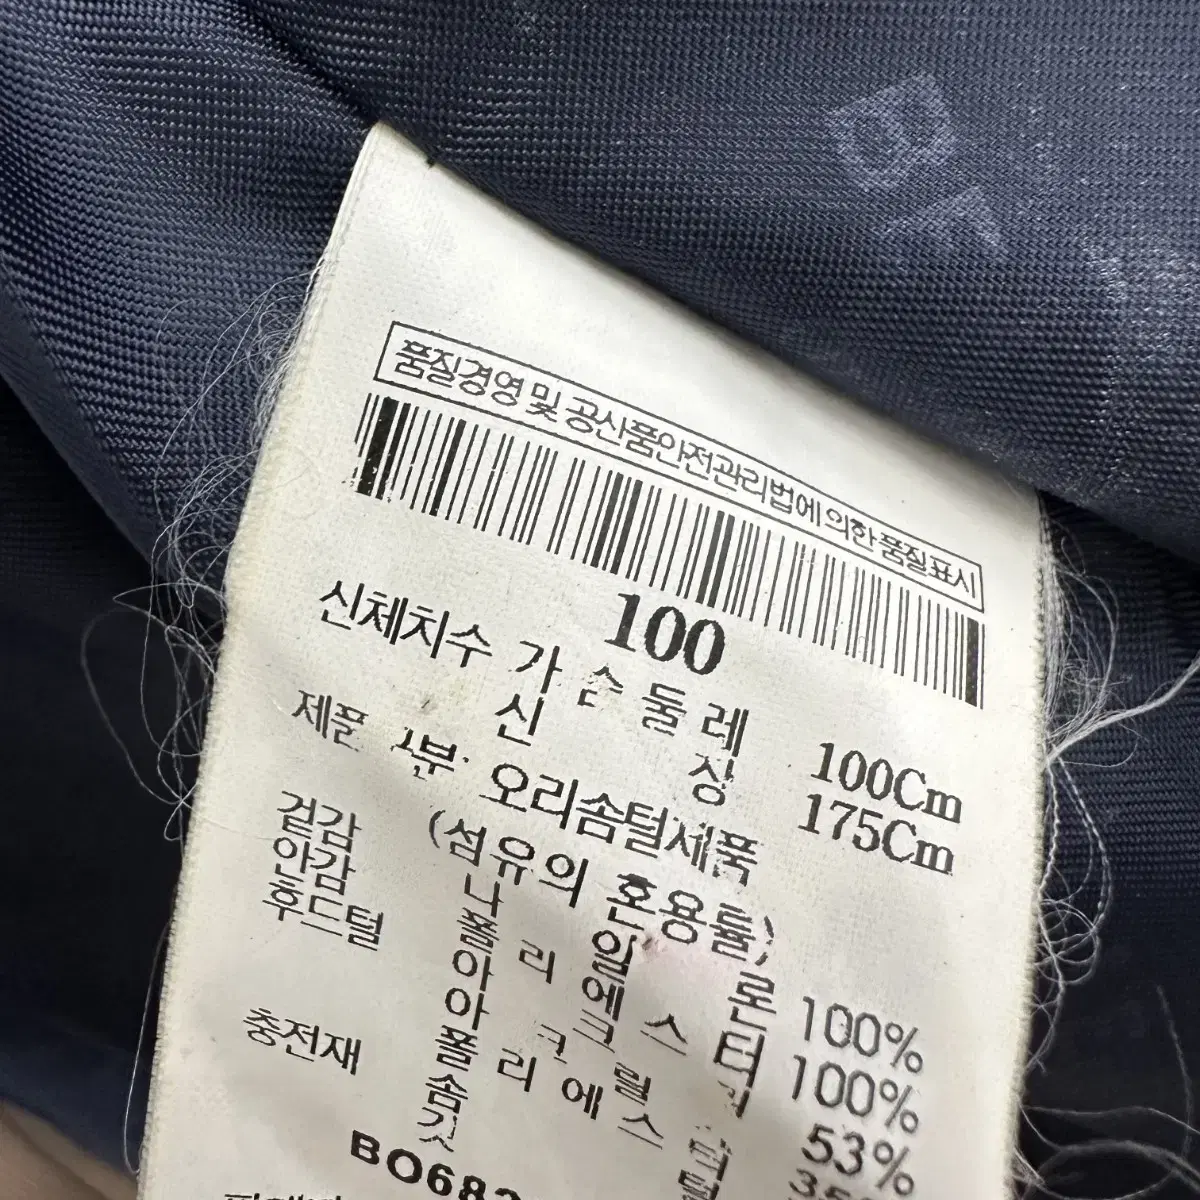 품질경영 및 공산품안전관리법에 의한 품질표시
100
신체치수 가 슴 둘 레 100Cm
신 장 175Cm
제품구분: 오리솜털제품
(섬유의 혼용률)
겉감 나 일 론 100%
안감 폴 리 에 스 터 100%
후드털 아 크 릴 53%
충전재
BO682